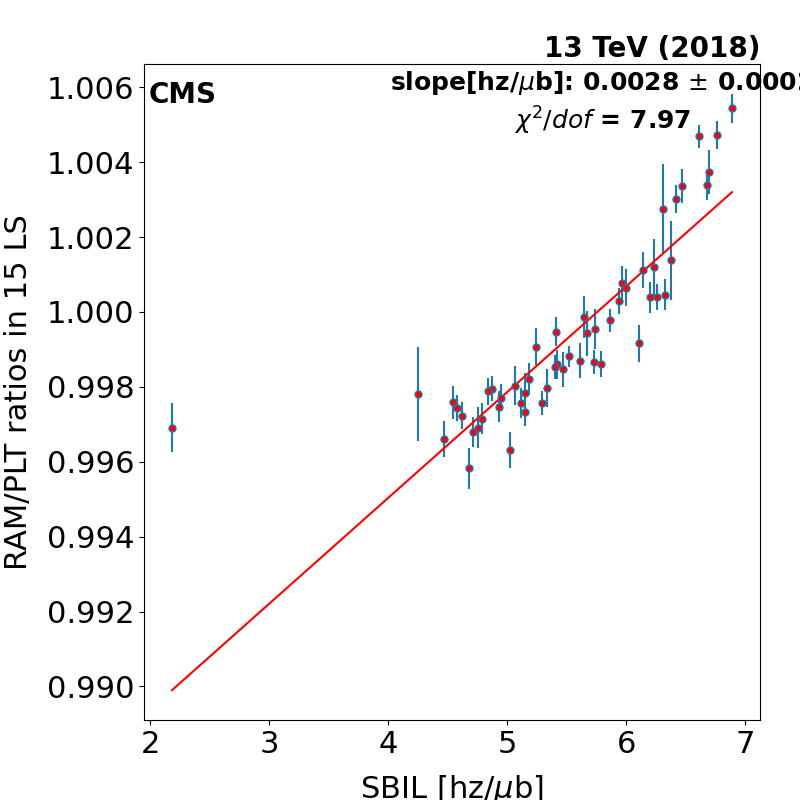 13 TeV (2018)
CMS
slope[hz/μb]: 0.0028 ± 0.000
χ²/dof = 7.97
RAM/PLT ratios in 15 LS
1.006
1.004
1.002
1.000
0.998
0.996
0.994
0.992
0.990
2 3 4 5 6 7
SBIL [hz/μb]